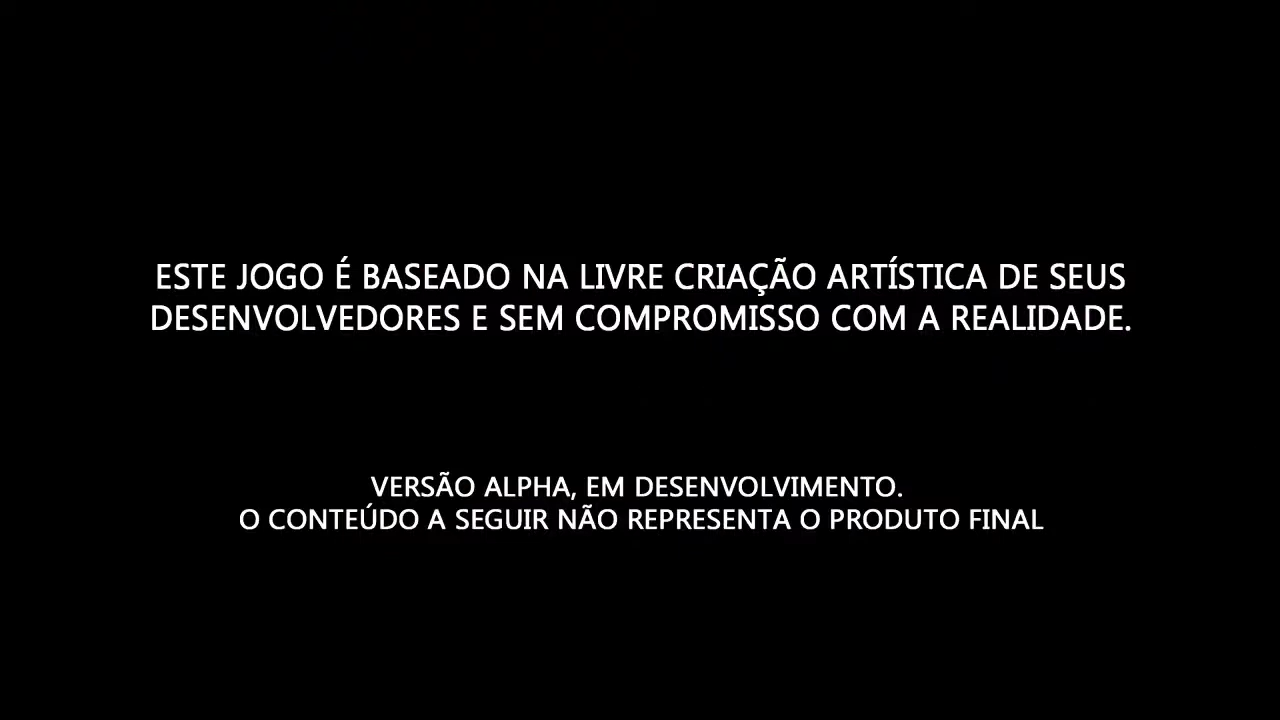 ESTE JOGO É BASEADO NA LIVRE CRIAÇÃO ARTÍSTICA DE SEUS
DESENVOLVEDORES E SEM COMPROMISSO COM A REALIDADE.
VERSÃO ALPHA, EM DESENVOLVIMENTO.
O CONTEÚDO A SEGUIR NÃO REPRESENTA O PRODUTO FINAL